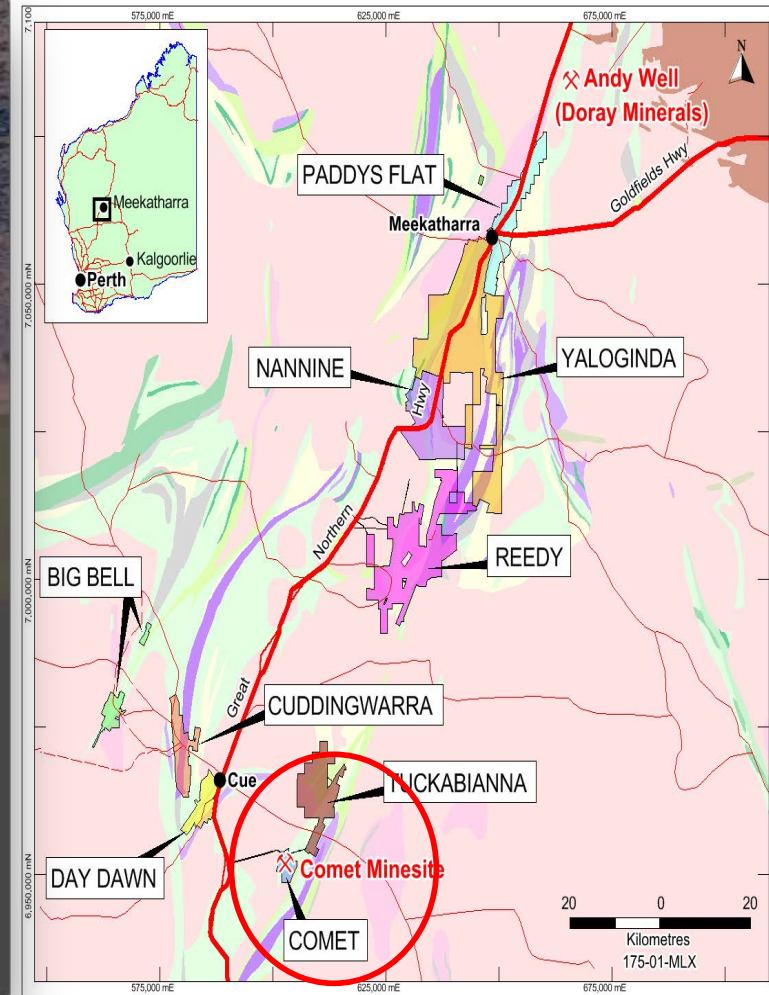 575,000 mE
625,000 mE
675,000 mE
7,100
N
Andy Well
(Doray Minerals)
PADDYS FLAT
Goldfields Hwy
Meekatharra
Meekatharra
Kalgoorlie
Perth
7,050,000 mN
NANNINE
YALOGINDA
Hwy
Northern
REEDY
BIG BELL
7,000,000 mN
Great
CUDDINGWARRA
Cue
TUCKABIANNA
DAY DAWN
Comet Minesite
6,950,000 mN
COMET
20
0
20
Kilometres
175-01-MLX
575,000 mE
625,000 mE
675,000 mE